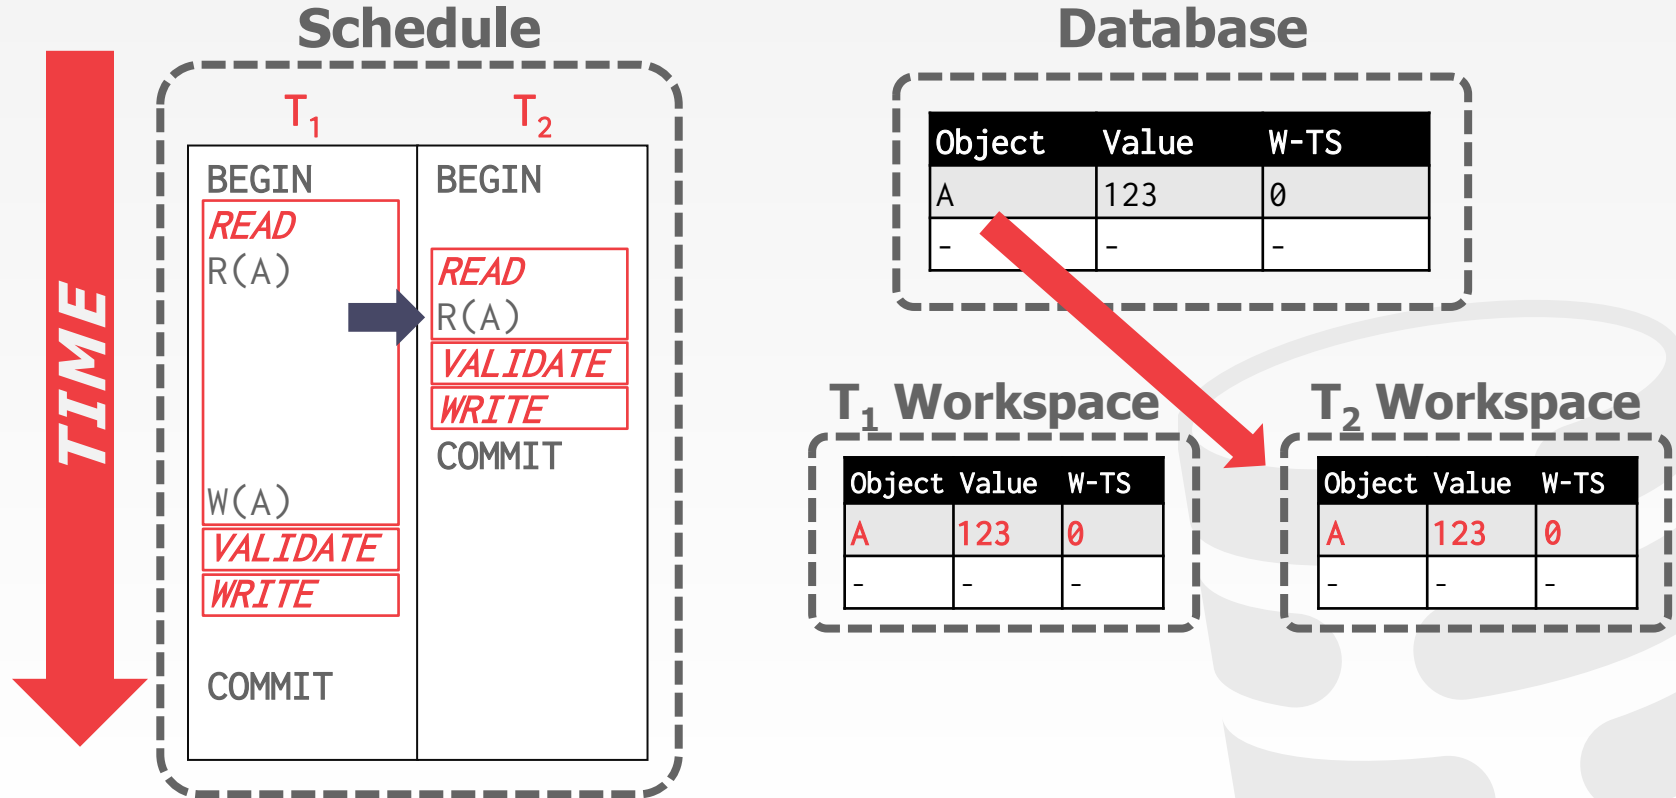 Schedule
Database
TIME
T1 T2
BEGIN BEGIN
READ
R(A) READ
R(A)
VALIDATE
WRITE
COMMIT
W(A)
VALIDATE
WRITE
COMMIT
Object Value W-TS
A 123 0
- - -
T1 Workspace
Object Value W-TS
A 123 0
- - -
T2 Workspace
Object Value W-TS
A 123 0
- - -